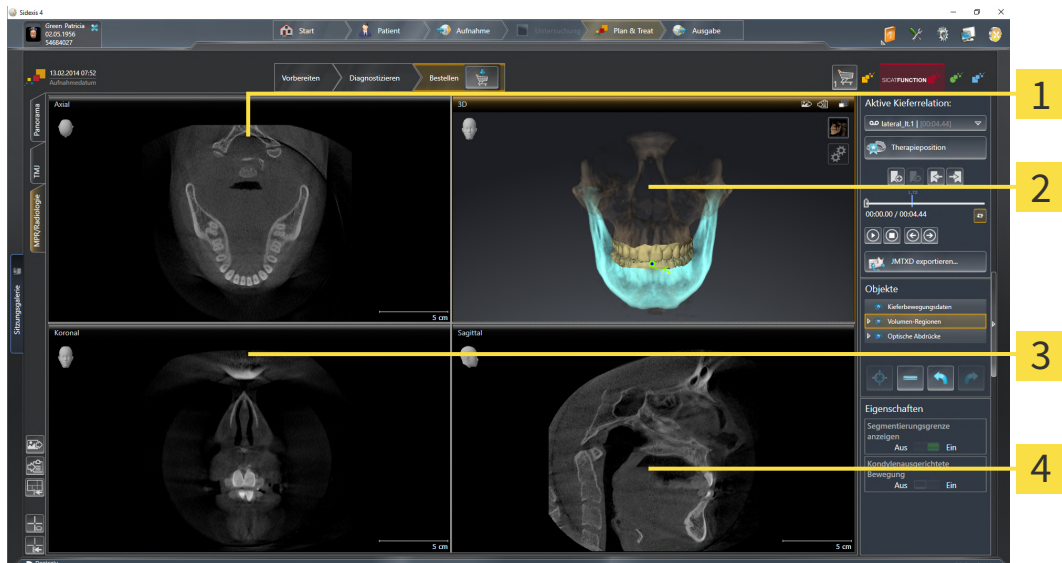 Sidexis 4
Green Patricia
02.05.1956
54684027
Start
Patient
Aufnahme
Untersuchung
Plan & Treat
Ausgabe
13.02.2014 07:52
Aufnahmedatum
Vorbereiten
Diagnostizieren
Bestellen
1
SICATFUNCTION
Panorama
TMJ
MPR/Radiologie
Sitzungsgalerie
Axial
5 cm
3D
Koronal
5 cm
Sagittal
5 cm
Aktive Kieferrelation:
lateral_lt.1 | [00:04.44]
Therapieposition
00:00.00 / 00:04.44
JMTXD exportieren...
Objekte
Kieferbewegungsdaten
Volumen-Regionen
Optische Abdrücke
Eigenschaften
Segmentierungsgrenze
anzeigen
Aus Ein
Kondylenausgerichtete
Bewegung
Aus Ein
1
2
3
4